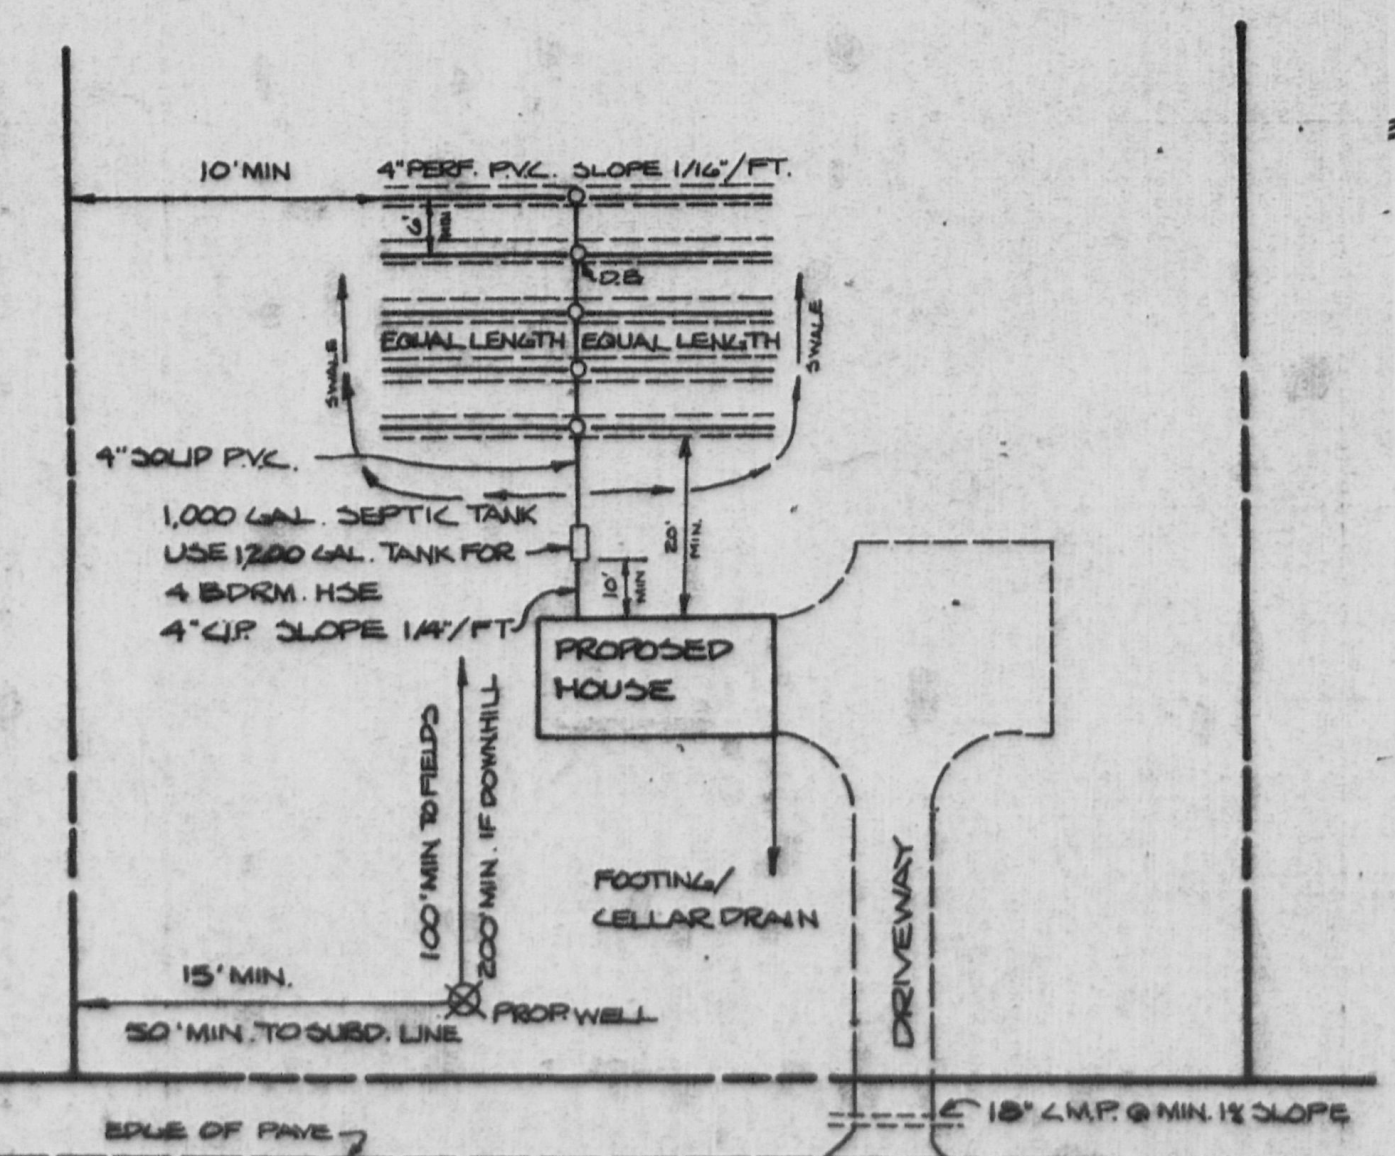 10' MIN
4" PERF. P.V.C. SLOPE 1/16"/FT.
6' MIN
D.B
EQUAL LENGTH EQUAL LENGTH
SWALE
SWALE
4" SOLID P.V.C.
1,000 GAL. SEPTIC TANK
USE 1200 GAL. TANK FOR
4 BDRM. HSE
4" C.I.P. SLOPE 1/4"/FT
20' MIN.
10' MIN
PROPOSED
HOUSE
100' MIN TO FIELDS
200' MIN. IF DOWNHILL
FOOTING/
CELLAR DRAIN
DRIVEWAY
15' MIN.
50' MIN. TO SUBD. LINE
PROP. WELL
18" C.M.P. @ MIN. 1% SLOPE
EDGE OF PAVE